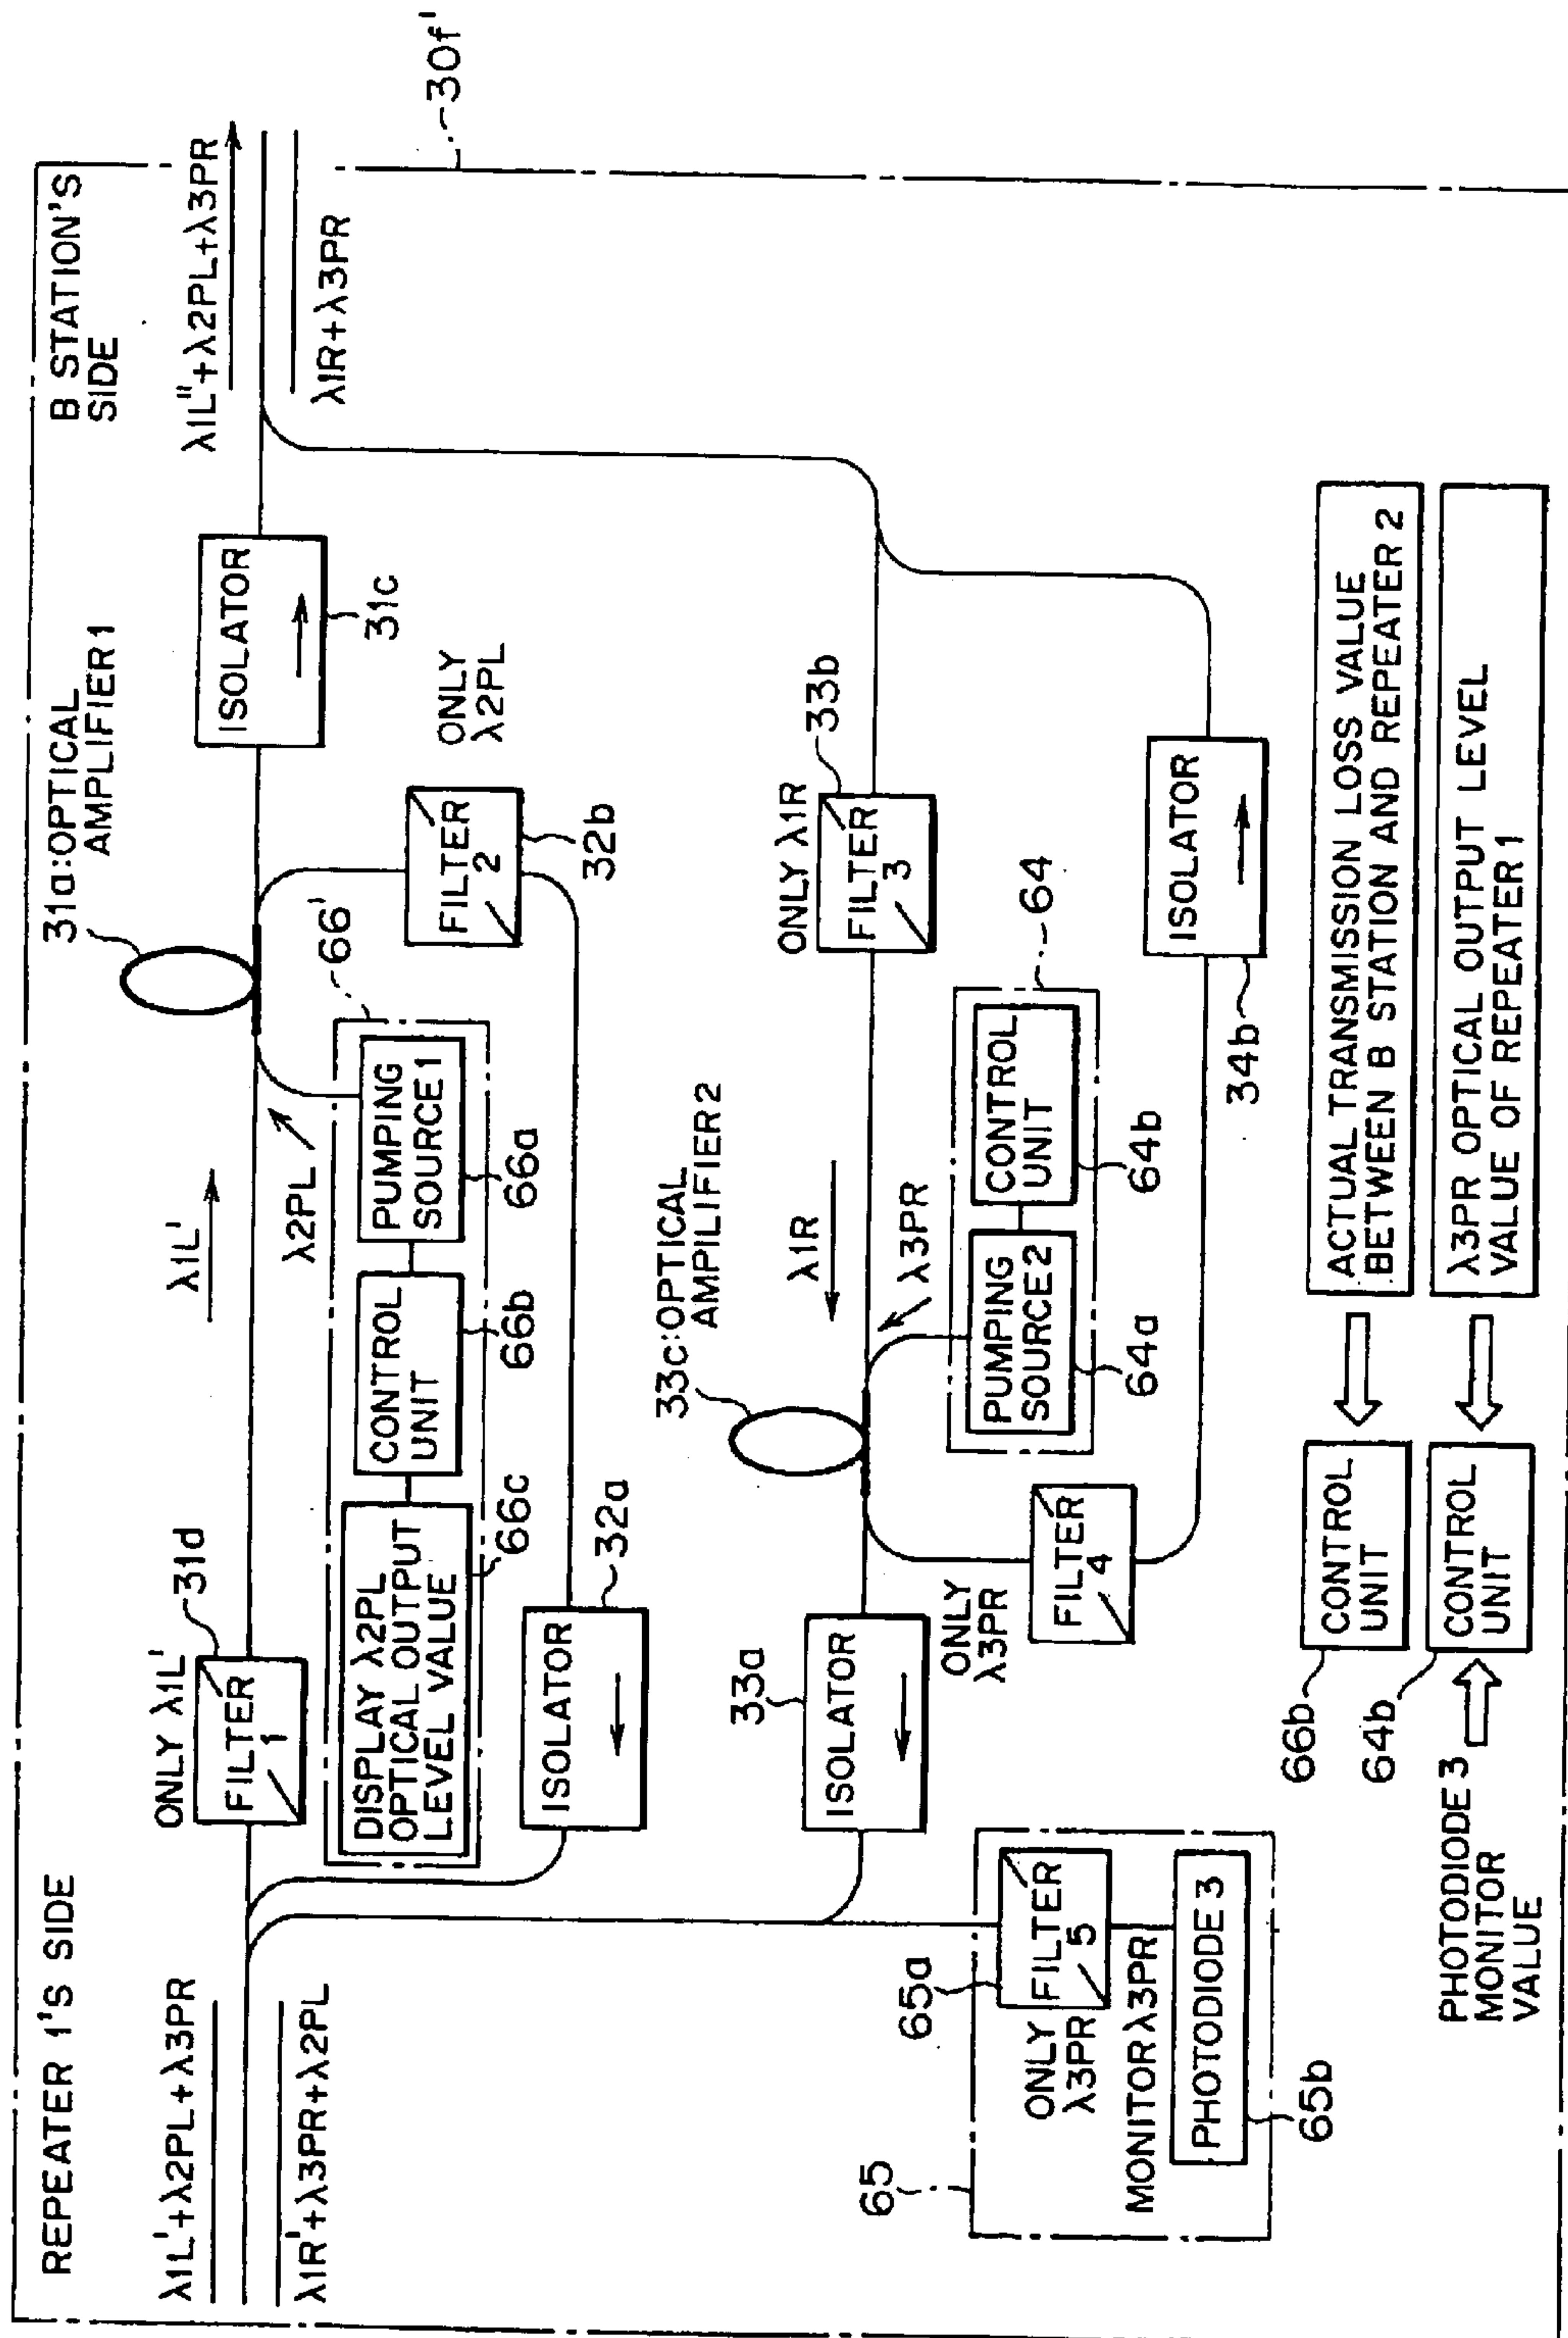 REPEATER 1'S SIDE
B STATION'S
SIDE
30f'
λ1L'+λ2PL+λ3PR
λ1R'+λ3PR+λ2PL
λ1L"+λ2PL+λ3PR
λ1R+λ3PR
ONLY λ1L'
31d
FILTER
1
λ1L'
31a:OPTICAL
AMPLIFIER1
ISOLATOR
31c
λ2PL
66'
DISPLAY λ2PL
OPTICAL OUTPUT
LEVEL VALUE
66c
CONTROL
UNIT
66b
PUMPING
SOURCE 1
66a
ONLY
λ2PL
FILTER
2
32b
ISOLATOR
32a
33a
ISOLATOR
33c:OPTICAL
AMPILIFIER2
λ1R
λ3PR
ONLY λ1R
33b
FILTER
3
ONLY
λ3PR
FILTER
4
PUMPING
SOURCE 2
64a
CONTROL
UNIT
64b
64
ISOLATOR
34b
65
65a
FILTER
5
ONLY
λ3PR
MONITOR λ3PR
PHOTODIODE 3
65b
66b
CONTROL
UNIT
ACTUAL TRANSMISSION LOSS VALUE
BETWEEN B STATION AND REPEATER 2
PHOTODIODE 3
MONITOR
VALUE
64b
CONTROL
UNIT
λ3PR OPTICAL OUTPUT LEVEL
VALUE OF REPEATER 1